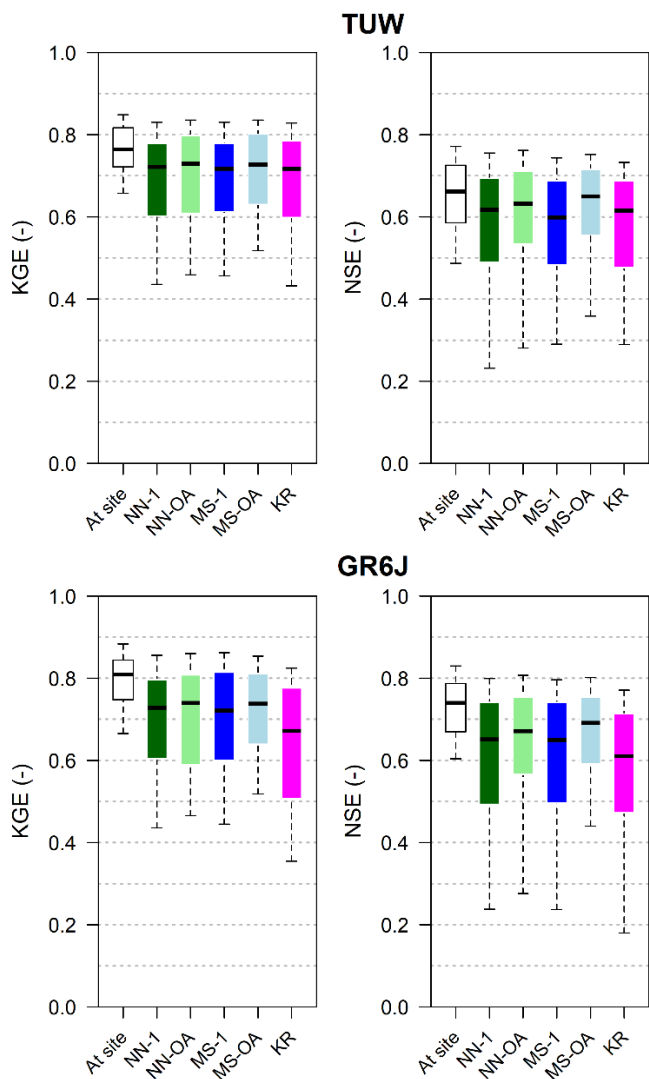 TUW
1.0
0.8
0.6
0.4
0.2
0.0
KGE (-)
At site
NN-1
NN-OA
MS-1
MS-OA
KR
1.0
0.8
0.6
0.4
0.2
0.0
NSE (-)
At site
NN-1
NN-OA
MS-1
MS-OA
KR
GR6J
1.0
0.8
0.6
0.4
0.2
0.0
KGE (-)
At site
NN-1
NN-OA
MS-1
MS-OA
KR
1.0
0.8
0.6
0.4
0.2
0.0
NSE (-)
At site
NN-1
NN-OA
MS-1
MS-OA
KR